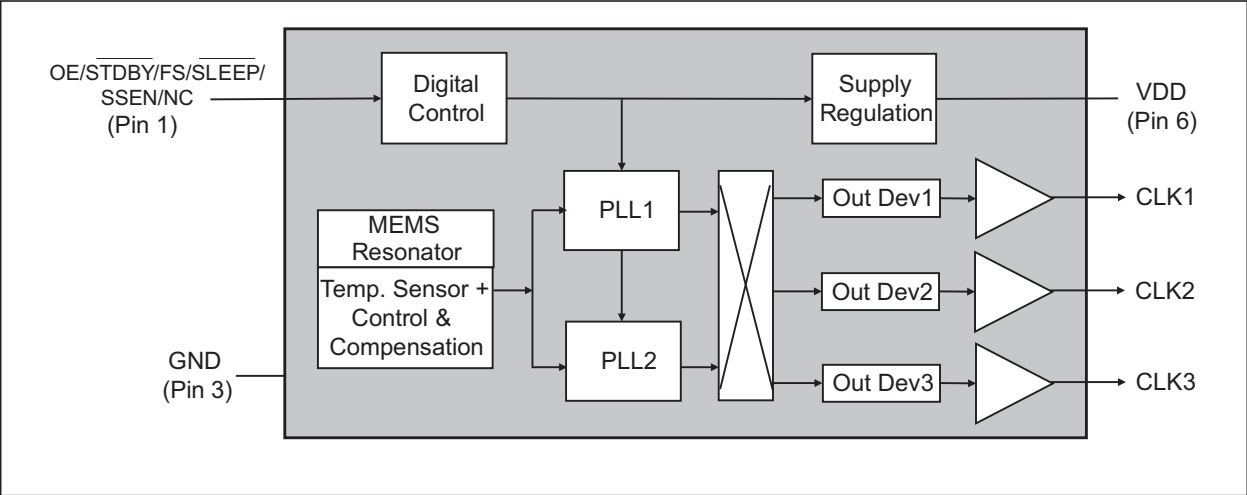 OE/STDBY/FS/SLEEP/
SSEN/NC
(Pin 1)
Digital
Control
Supply
Regulation
VDD
(Pin 6)
MEMS
Resonator
Temp. Sensor +
Control &
Compensation
PLL1
PLL2
Out Dev1
CLK1
Out Dev2
CLK2
Out Dev3
CLK3
GND
(Pin 3)